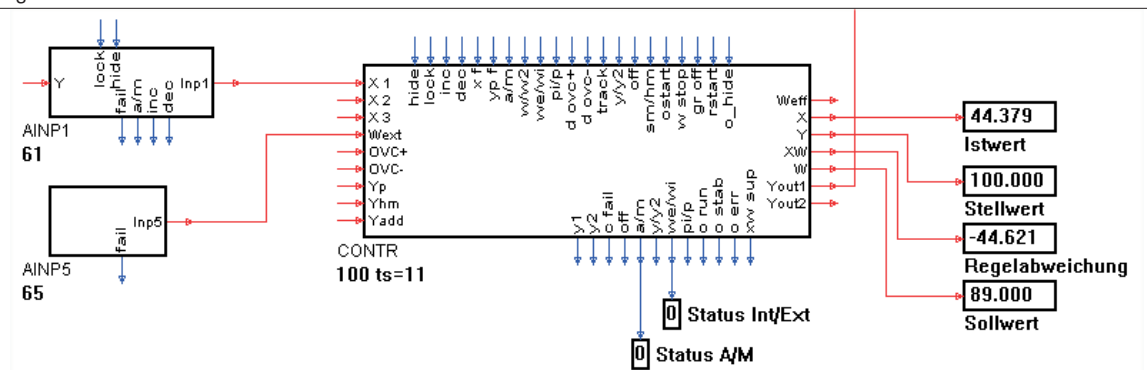 lock
hide
Y
Inp1
fail
a/m
inc
dec
AINP1
61
Inp5
fail
AINP5
65
hide
lock
inc
dec
x f
yp f
a/m
w/w2
we/wi
pi/p
d ovc+
d ovc-
track
y/y2
off
sm/hm
ostart
w stop
gr off
rstart
o_hide
X 1
X 2
X 3
Wext
OVC+
OVC-
Yp
Yhm
Yadd
Weff
X
Y
XW
W
Yout1
Yout2
y1
y2
c fail
off
a/m
y/y2
we/wi
pi/p
o run
o stab
o err
xw sup
CONTR
100 ts=11
0 Status Int/Ext
0 Status A/M
44.379
Istwert
100.000
Stellwert
-44.621
Regelabweichung
89.000
Sollwert